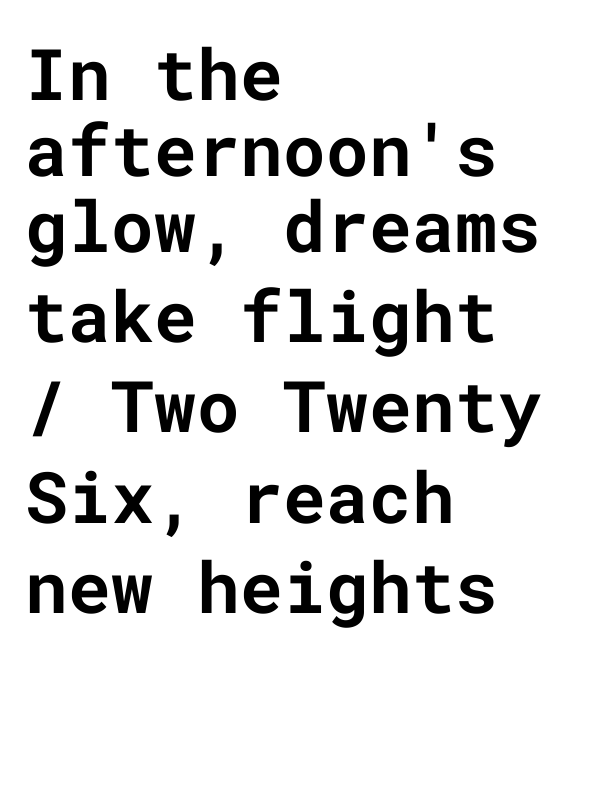 In the
afternoon's
glow, dreams
take flight
/ Two Twenty
Six, reach
new heights